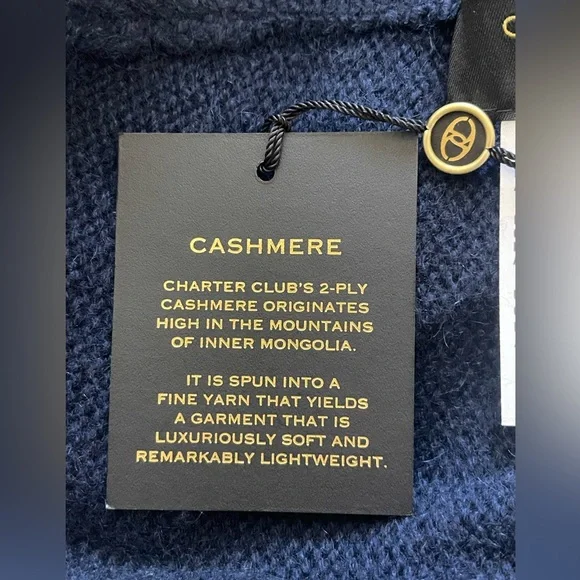 CASHMERE
CHARTER CLUB'S 2-PLY
CASHMERE ORIGINATES
HIGH IN THE MOUNTAINS
OF INNER MONGOLIA.
IT IS SPUN INTO A
FINE YARN THAT YIELDS
A GARMENT THAT IS
LUXURIOUSLY SOFT AND
REMARKABLY LIGHTWEIGHT.